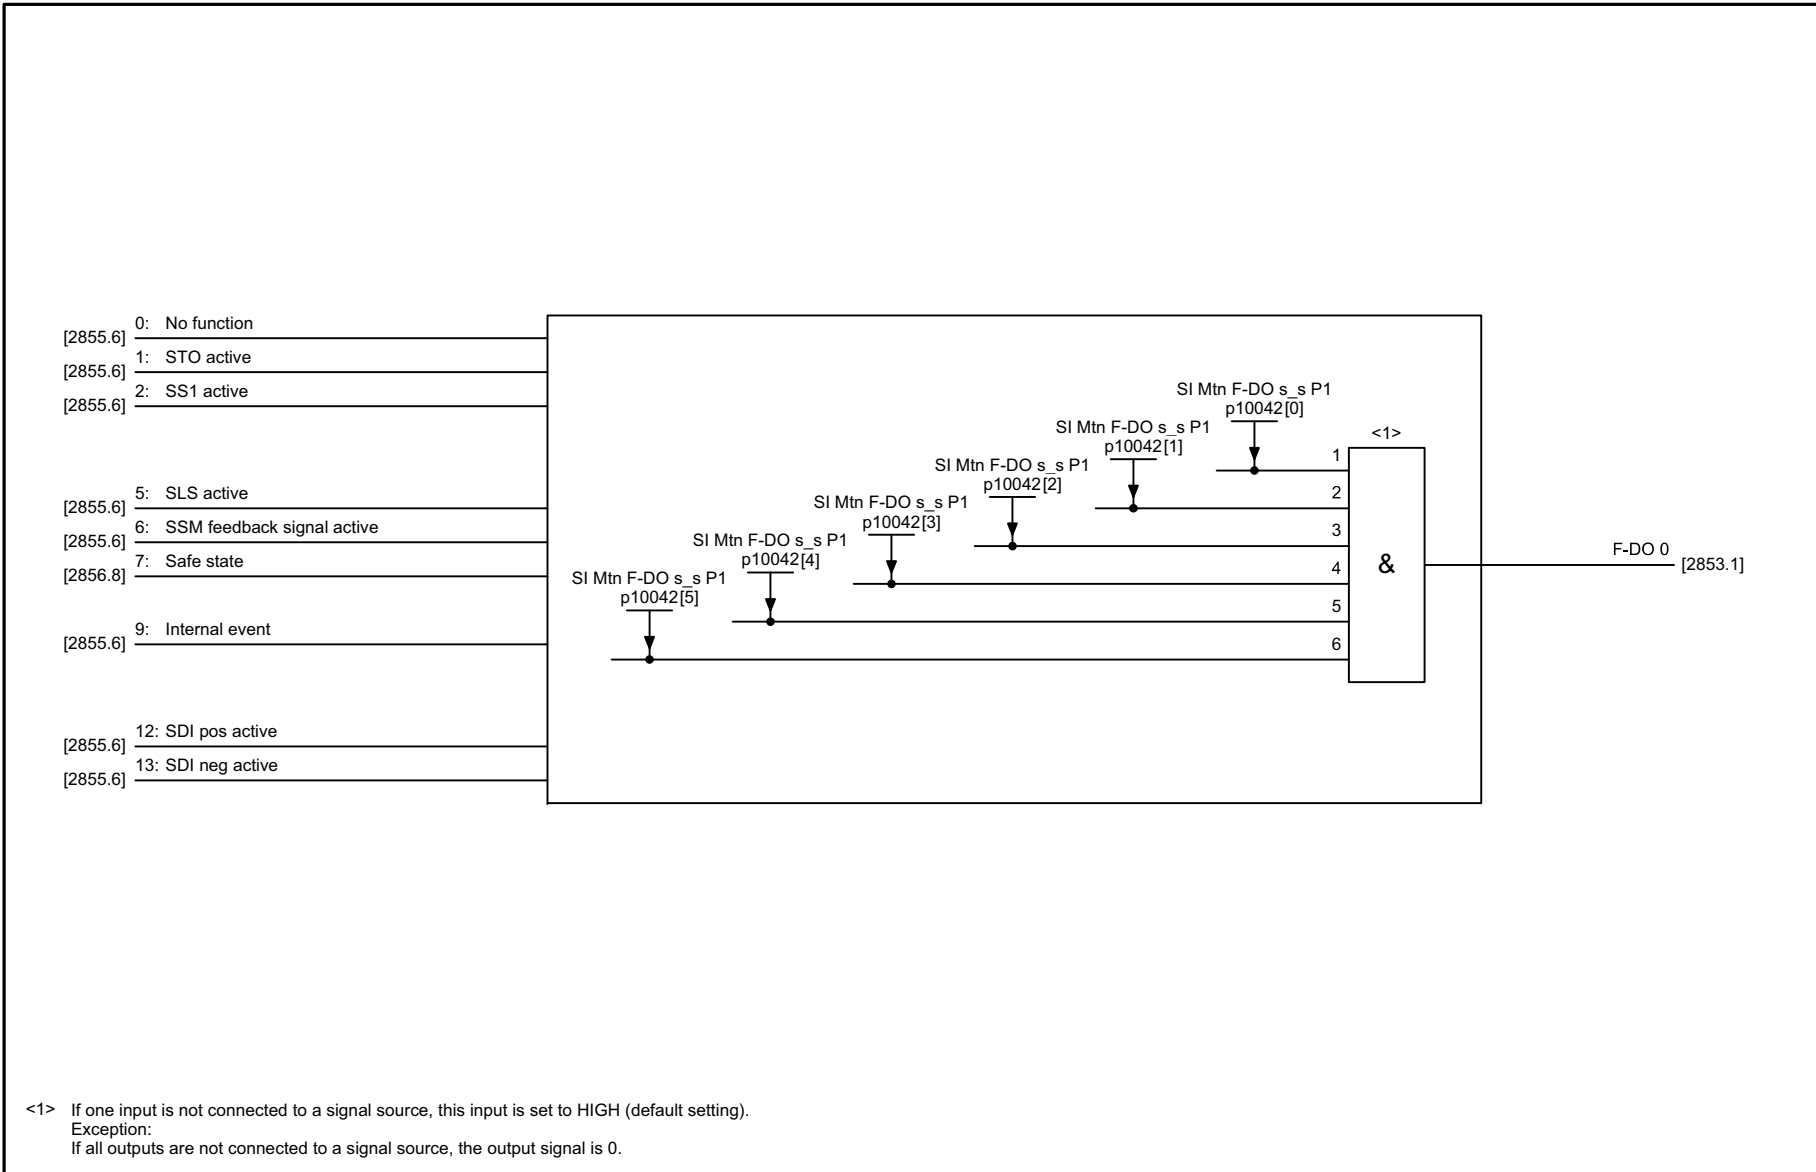 0: No function
[2855.6]
1: STO active
[2855.6]
2: SS1 active
[2855.6]
5: SLS active
[2855.6]
6: SSM feedback signal active
[2855.6]
7: Safe state
[2856.8]
9: Internal event
[2855.6]
12: SDI pos active
[2855.6]
13: SDI neg active
[2855.6]
SI Mtn F-DO s_s P1
p10042[0]
SI Mtn F-DO s_s P1
p10042[1]
SI Mtn F-DO s_s P1
p10042[2]
SI Mtn F-DO s_s P1
p10042[3]
SI Mtn F-DO s_s P1
p10042[4]
SI Mtn F-DO s_s P1
p10042[5]
<1>
1
2
3
4
5
6
&
F-DO 0
[2853.1]
<1> If one input is not connected to a signal source, this input is set to HIGH (default setting).
Exception:
If all outputs are not connected to a signal source, the output signal is 0.